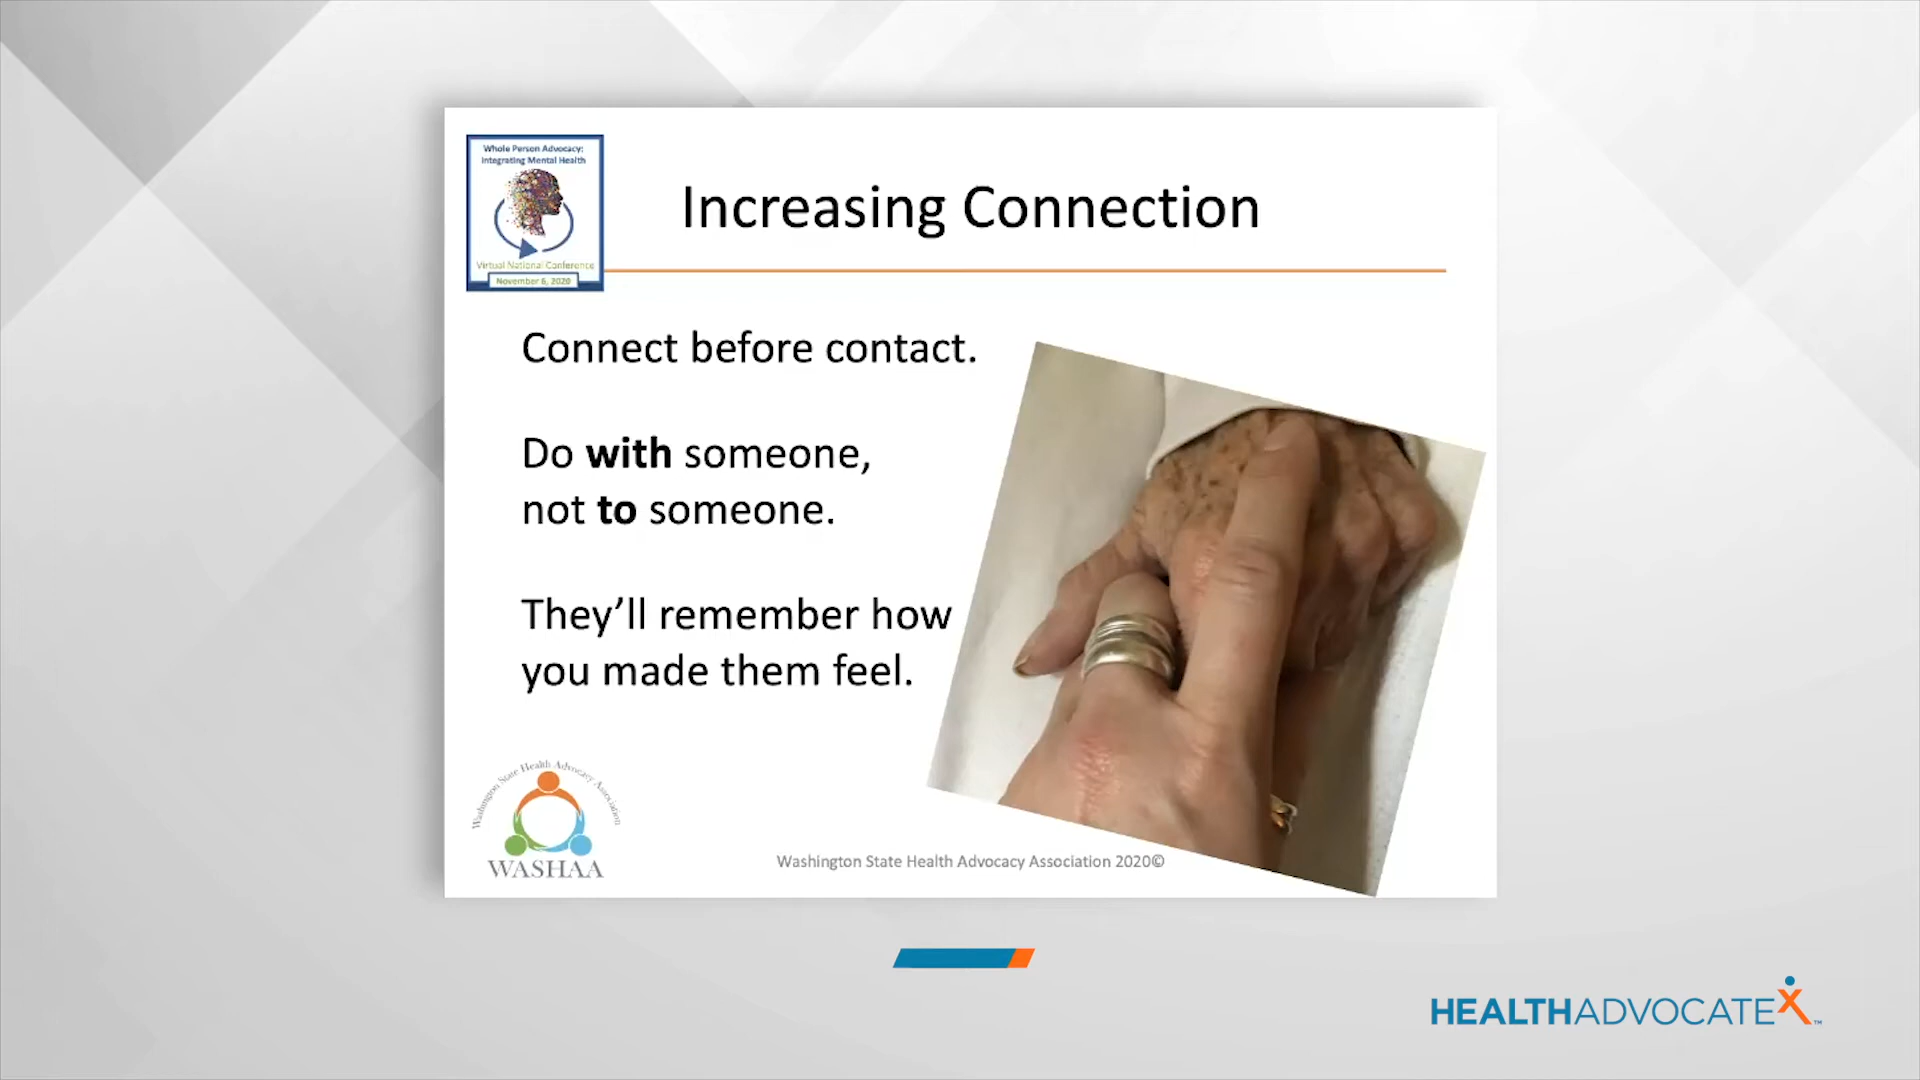 Whole Person Advocacy:
Integrating Mental Health
Virtual National Conference
November 6, 2020
Increasing Connection
Connect before contact.
Do with someone,
not to someone.
They’ll remember how
you made them feel.
Washington State Health Advocacy Association
WASHAA
Washington State Health Advocacy Association 2020©
HEALTHADVOCATEX™